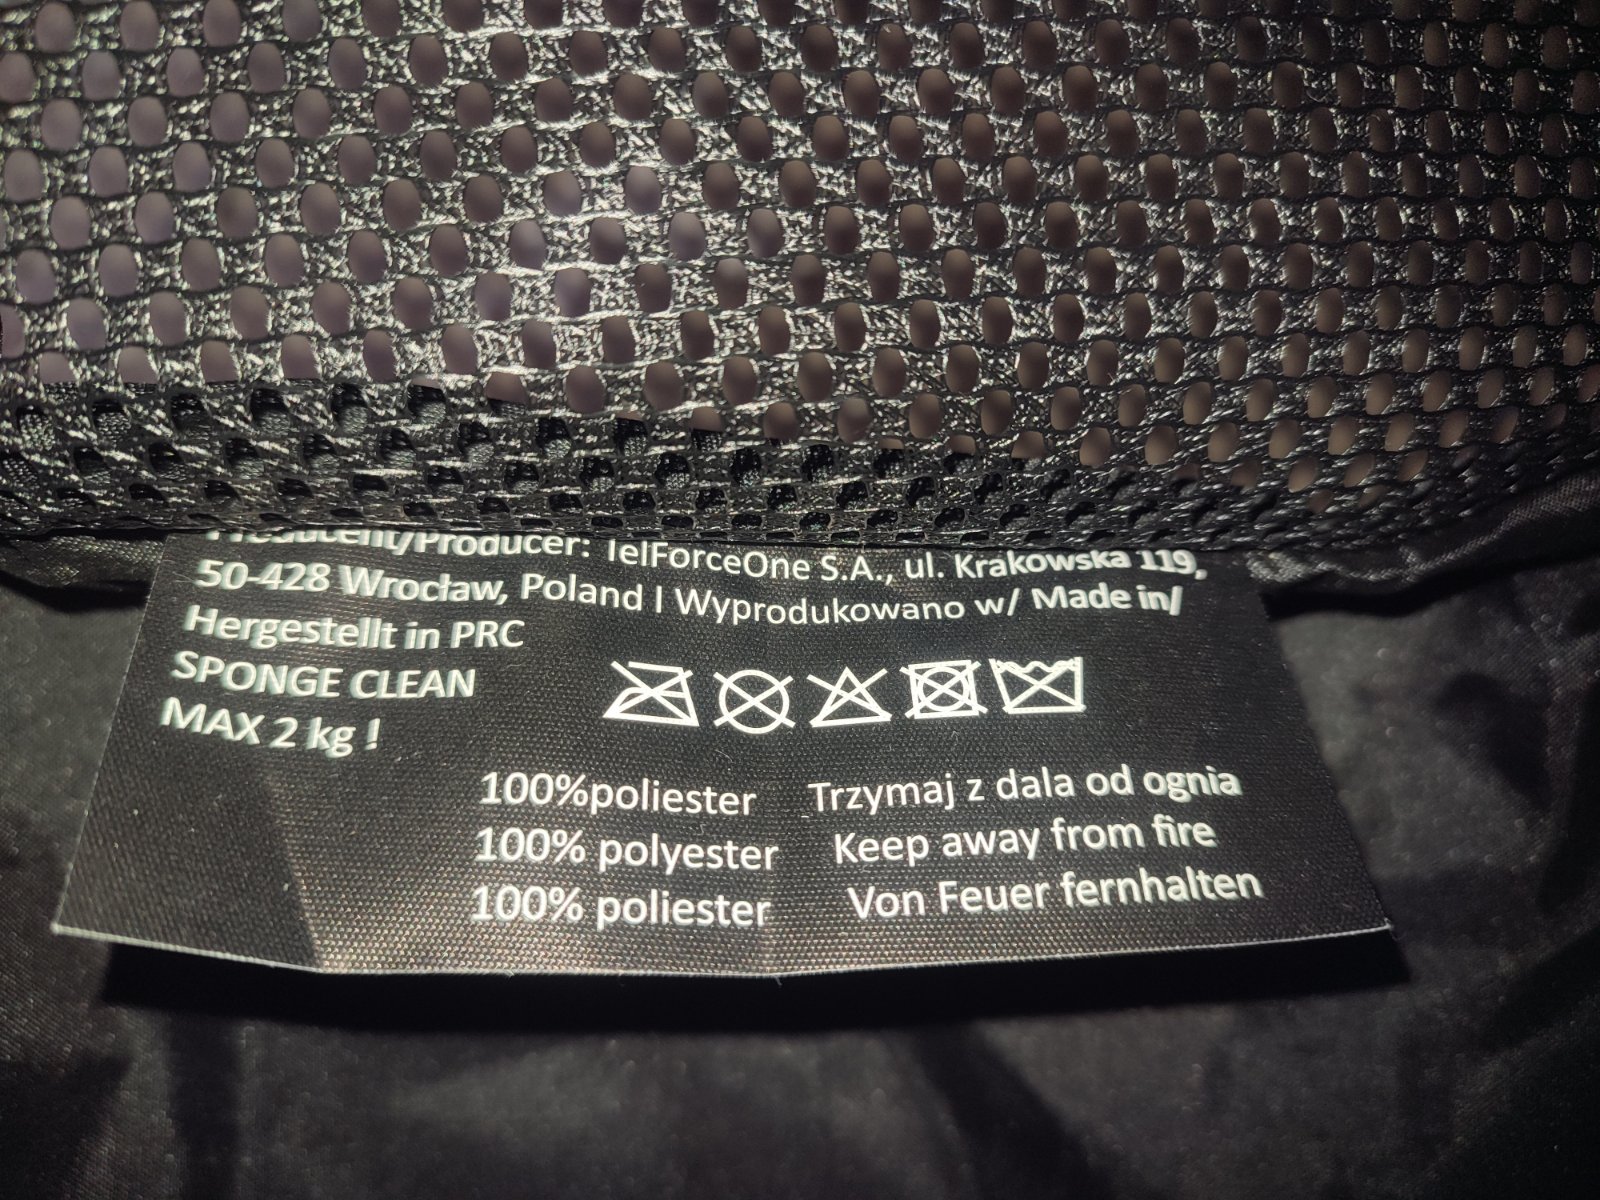 Producent/Producer: TelForceOne S.A., ul. Krakowska 119,
50-428 Wrocław, Poland | Wyprodukowano w/ Made in/
Hergestellt in PRC
SPONGE CLEAN
MAX 2 kg !
100%poliester
100% polyester
100% poliester
Trzymaj z dala od ognia
Keep away from fire
Von Feuer fernhalten